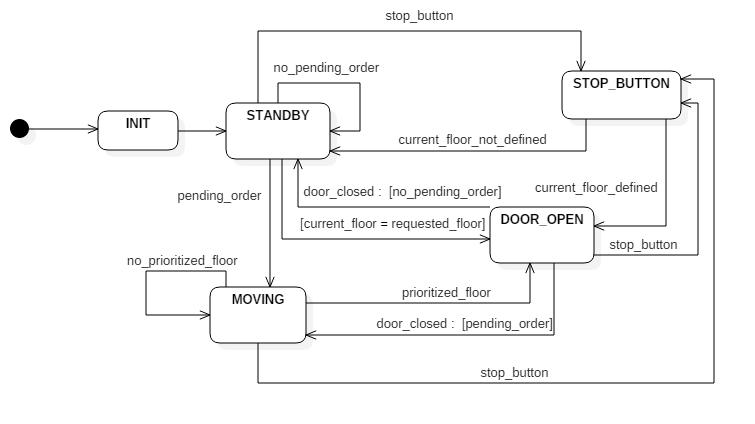 stop_button
no_pending_order
STOP_BUTTON
INIT
STANDBY
current_floor_not_defined
pending_order
door_closed : [no_pending_order]
current_floor_defined
DOOR_OPEN
[current_floor = requested_floor]
stop_button
no_prioritized_floor
MOVING
prioritized_floor
door_closed : [pending_order]
stop_button